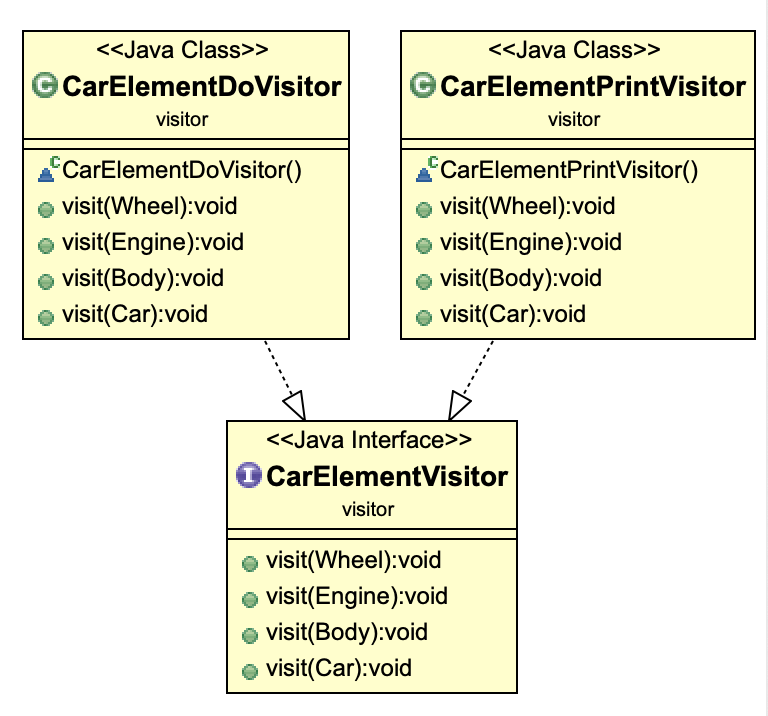 <<Java Class>>
CarElementDoVisitor
visitor
CarElementDoVisitor()
visit(Wheel):void
visit(Engine):void
visit(Body):void
visit(Car):void
<<Java Class>>
CarElementPrintVisitor
visitor
CarElementPrintVisitor()
visit(Wheel):void
visit(Engine):void
visit(Body):void
visit(Car):void
<<Java Interface>>
CarElementVisitor
visitor
visit(Wheel):void
visit(Engine):void
visit(Body):void
visit(Car):void